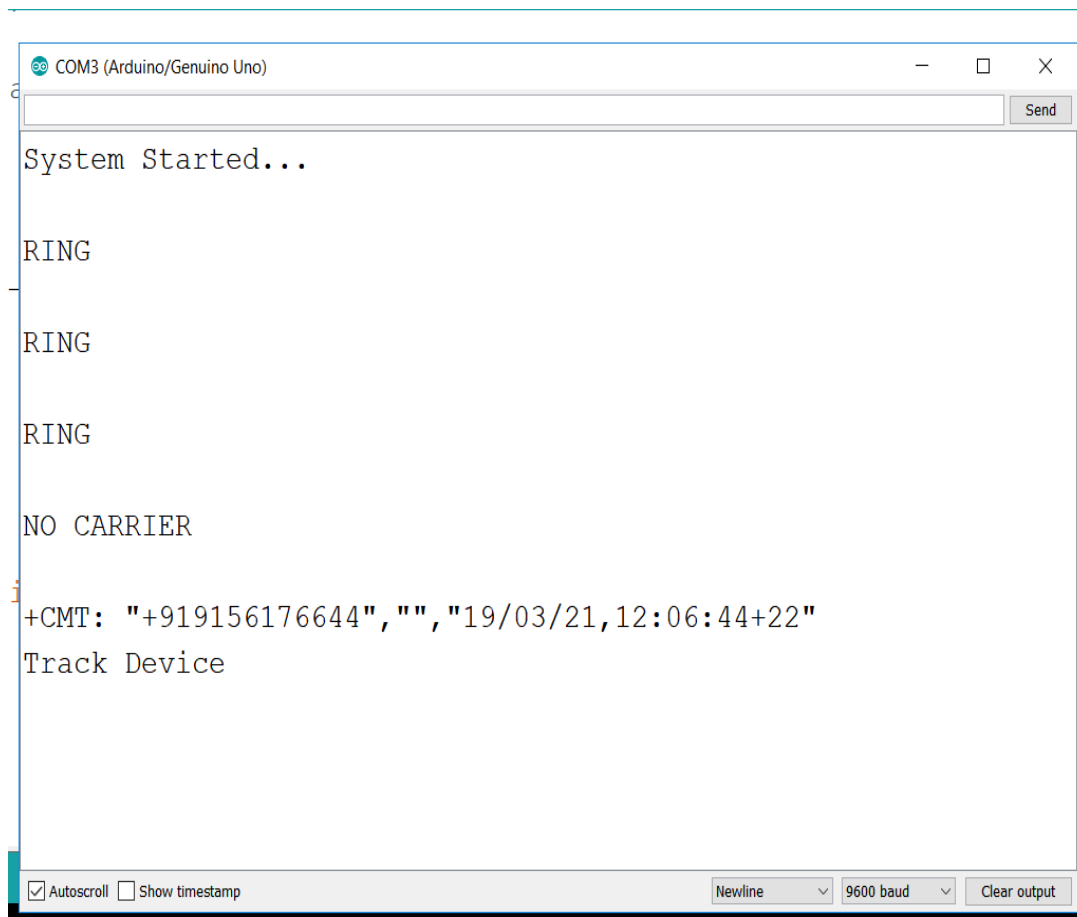 COM3 (Arduino/Genuino Uno)
Send
System Started...
RING
RING
RING
NO CARRIER
+CMT: "+919156176644","","19/03/21,12:06:44+22"
Track Device
Autoscroll Show timestamp Newline 9600 baud Clear output